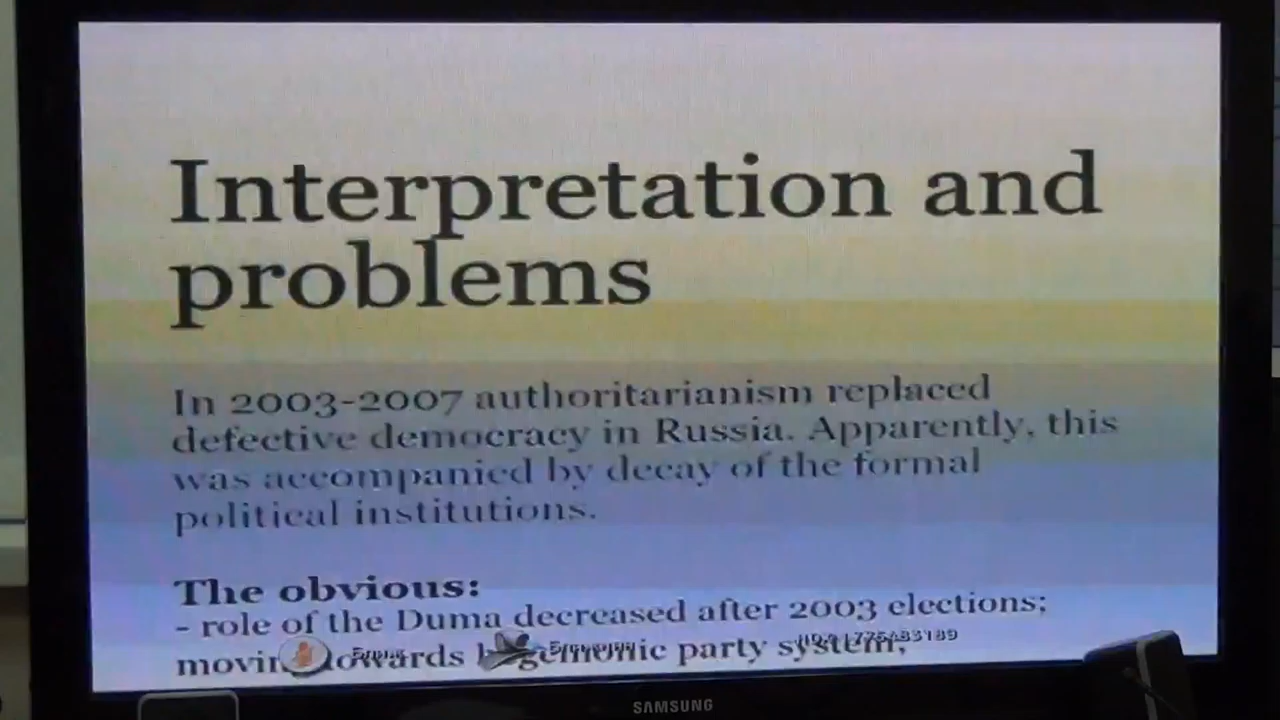 Interpretation and
problems
In 2003-2007 authoritarianism replaced
defective democracy in Russia. Apparently, this
was accompanied by decay of the formal
political institutions.
The obvious:
- role of the Duma decreased after 2003 elections;
moving towards hegemonic party system;
SAMSUNG